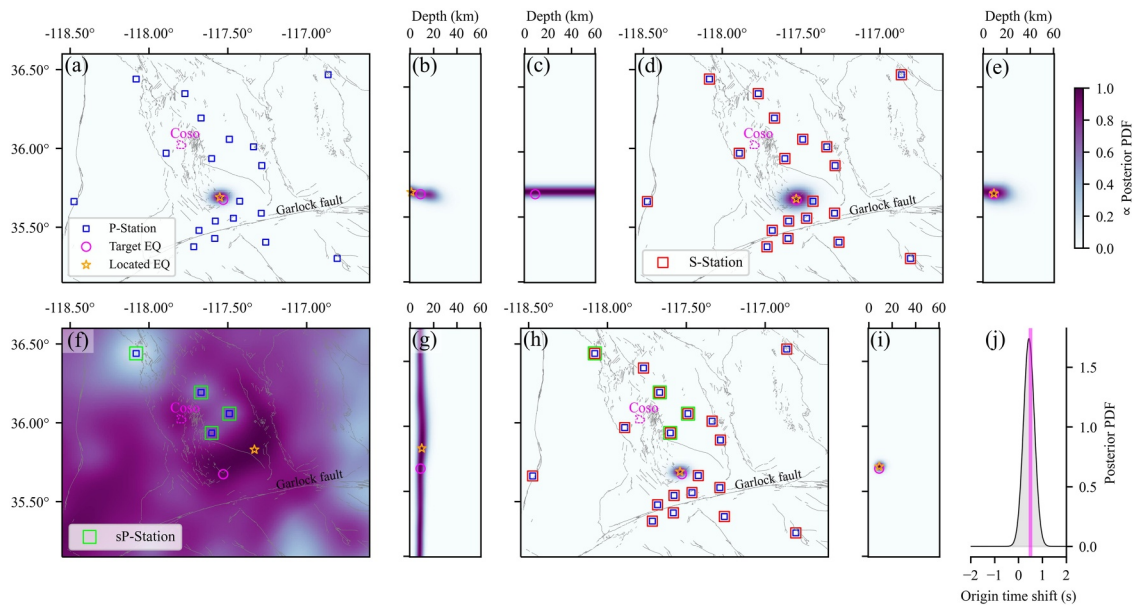 Depth (km)
Depth (km)
Depth (km)
-118.50° -118.00° -117.50° -117.00°
0 20 40 60
0 20 40 60
-118.50° -118.00° -117.50° -117.00°
0 20 40 60
36.50°
36.00°
35.50°
(a)
Coso
Garlock fault
P-Station
Target EQ
Located EQ
(b)
(c)
(d)
Coso
Garlock fault
S-Station
(e)
1.0
0.8
0.6
0.4
0.2
0.0
∝ Posterior PDF
36.50°
36.00°
35.50°
(f)
Coso
Garlock fault
sP-Station
(g)
(h)
Coso
Garlock fault
(i)
(j)
1.5
1.0
0.5
0.0
Posterior PDF
-118.50° -118.00° -117.50° -117.00°
0 20 40 60
-118.50° -118.00° -117.50° -117.00°
0 20 40 60
−2 −1 0 1 2
Origin time shift (s)